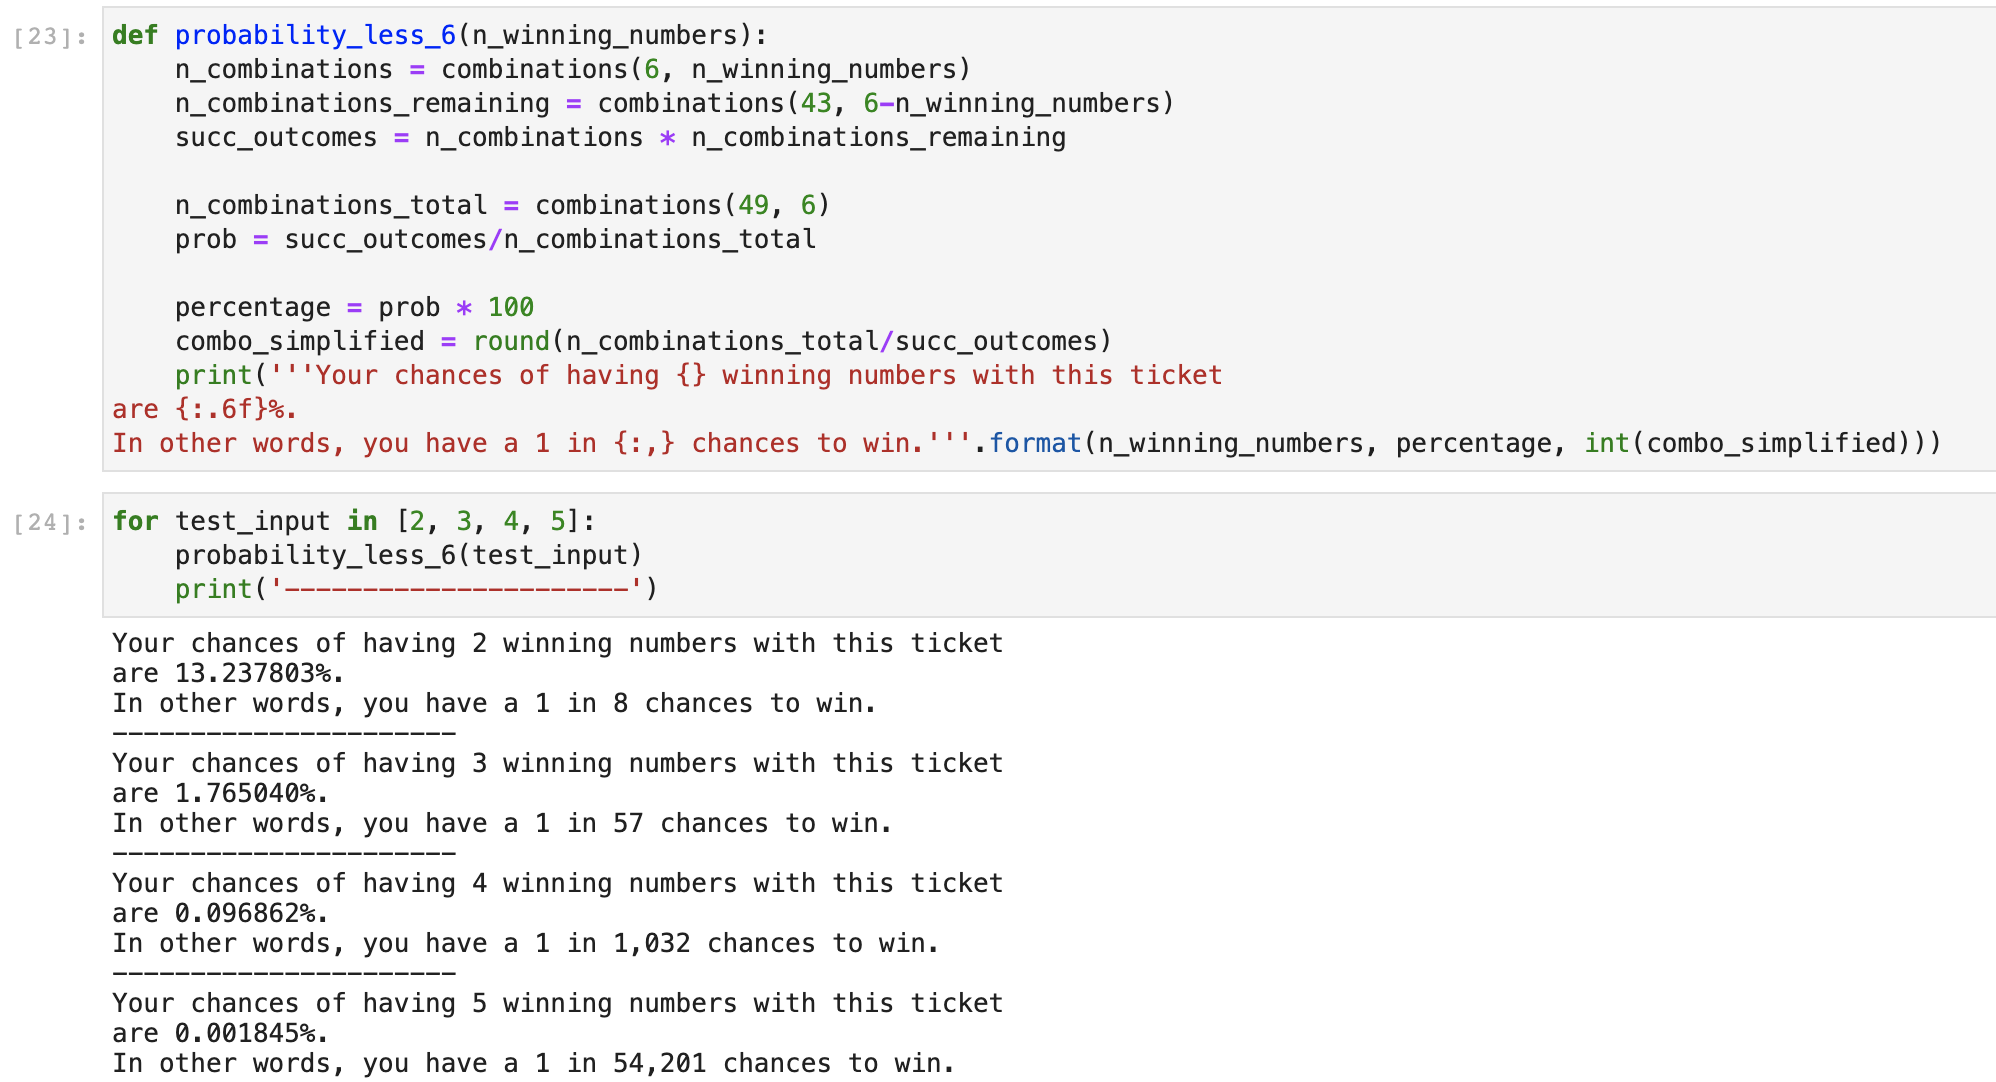 [23]: def probability_less_6(n_winning_numbers):
    n_combinations = combinations(6, n_winning_numbers)
    n_combinations_remaining = combinations(43, 6-n_winning_numbers)
    succ_outcomes = n_combinations * n_combinations_remaining

    n_combinations_total = combinations(49, 6)
    prob = succ_outcomes/n_combinations_total

    percentage = prob * 100
    combo_simplified = round(n_combinations_total/succ_outcomes)
    print('''Your chances of having {} winning numbers with this ticket
are {:.6f}%.
In other words, you have a 1 in {:,} chances to win.'''.format(n_winning_numbers, percentage, int(combo_simplified)))
[24]: for test_input in [2, 3, 4, 5]:
    probability_less_6(test_input)
    print('----------------------')
Your chances of having 2 winning numbers with this ticket
are 13.237803%.
In other words, you have a 1 in 8 chances to win.
----------------------
Your chances of having 3 winning numbers with this ticket
are 1.765040%.
In other words, you have a 1 in 57 chances to win.
----------------------
Your chances of having 4 winning numbers with this ticket
are 0.096862%.
In other words, you have a 1 in 1,032 chances to win.
----------------------
Your chances of having 5 winning numbers with this ticket
are 0.001845%.
In other words, you have a 1 in 54,201 chances to win.